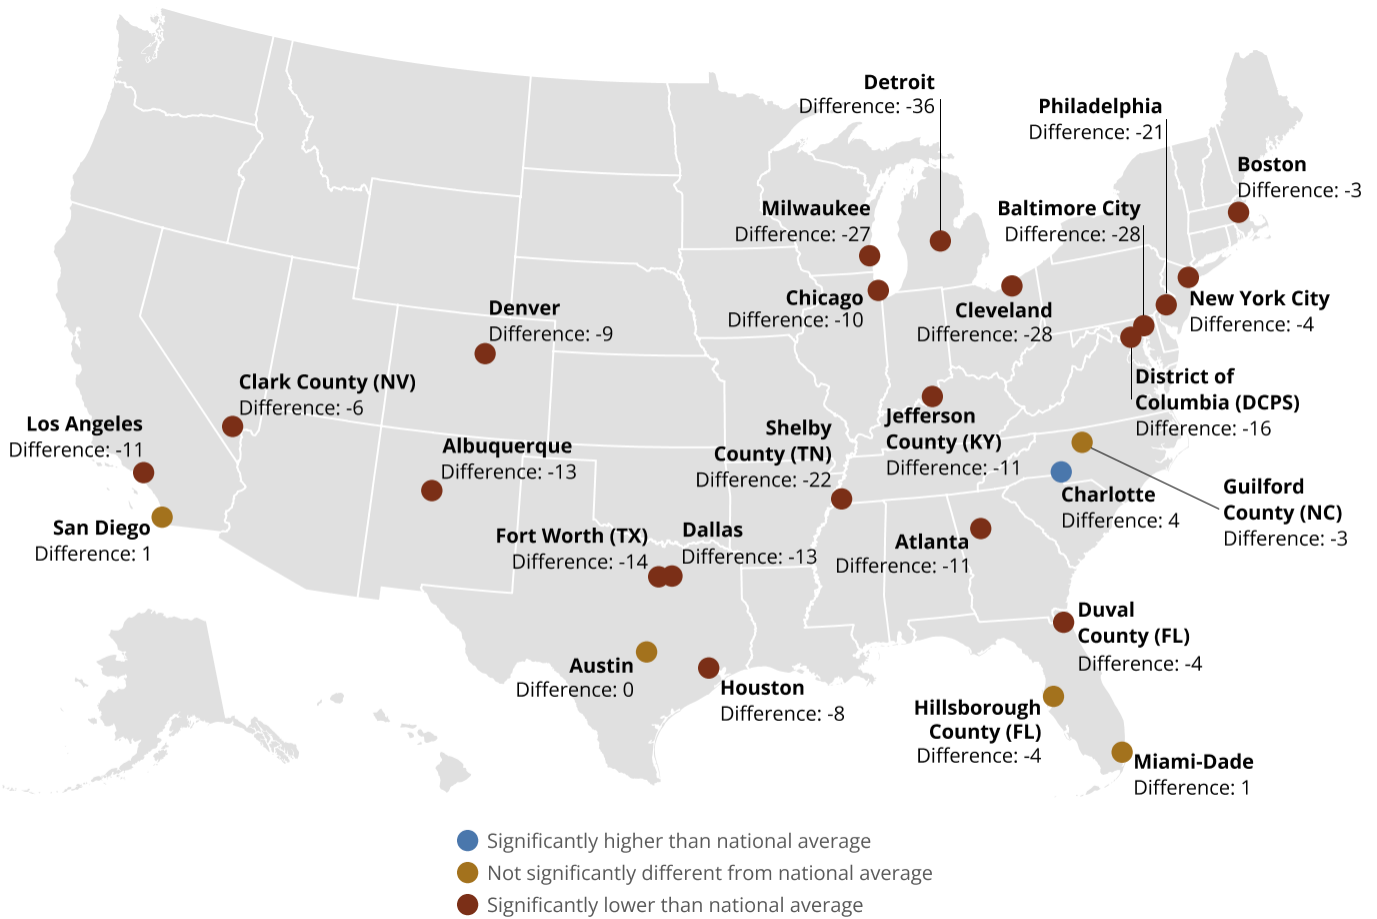 Detroit
Difference: -36
Philadelphia
Difference: -21
Boston
Difference: -3
Milwaukee
Difference: -27
Baltimore City
Difference: -28
Chicago
Difference: -10
Cleveland
Difference: -28
New York City
Difference: -4
Denver
Difference: -9
Clark County (NV)
Difference: -6
District of
Columbia (DCPS)
Difference: -16
Los Angeles
Difference: -11
Albuquerque
Difference: -13
Shelby
County (TN)
Difference: -22
Jefferson
County (KY)
Difference: -11
Charlotte
Difference: 4
Guilford
County (NC)
Difference: -3
San Diego
Difference: 1
Fort Worth (TX)
Difference: -14
Dallas
Difference: -13
Atlanta
Difference: -11
Duval
County (FL)
Difference: -4
Austin
Difference: 0
Houston
Difference: -8
Hillsborough
County (FL)
Difference: -4
Miami-Dade
Difference: 1
Significantly higher than national average
Not significantly different from national average
Significantly lower than national average